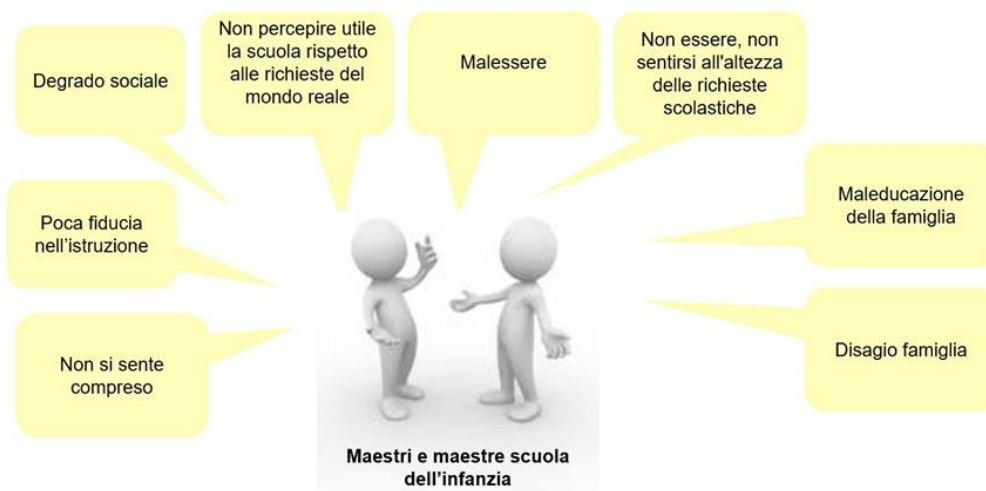 Degrado sociale
Non percepire utile
la scuola rispetto
alle richieste del
mondo reale
Malessere
Non essere, non
sentirsi all'altezza
delle richieste
scolastiche
Poca fiducia
nell’istruzione
Maleducazione
della famiglia
Non si sente
compreso
Disagio famiglia
Maestri e maestre scuola
dell’infanzia